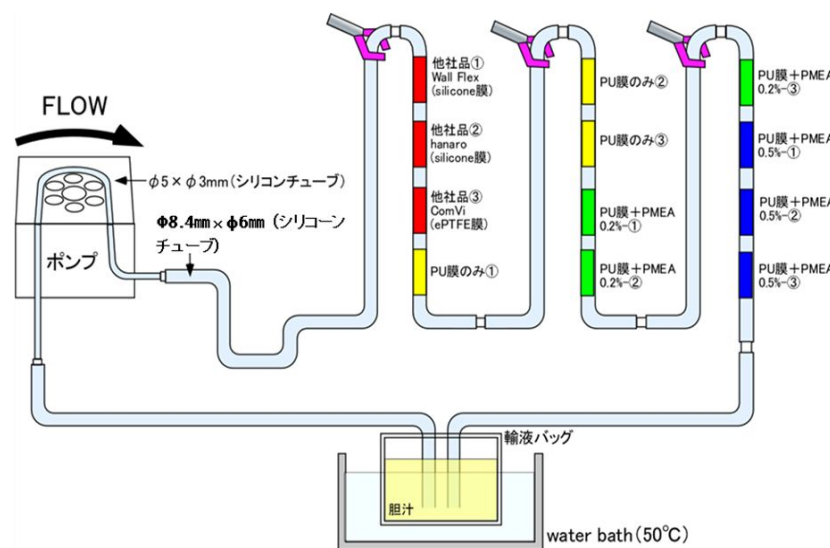 FLOW
φ5×φ3mm(シリコンチューブ)
Φ8.4mm×φ6mm (シリコーン
チューブ)
ポンプ
他社品①
Wall Flex
(silicone膜)
他社品②
hanaro
(silicone膜)
他社品③
ComVi
(ePTFE膜)
PU膜のみ①
PU膜のみ②
PU膜のみ③
PU膜+PMEA
0.2%-①
PU膜+PMEA
0.2%-②
PU膜+PMEA
0.2%-③
PU膜+PMEA
0.5%-①
PU膜+PMEA
0.5%-②
PU膜+PMEA
0.5%-③
輸液バッグ
胆汁
water bath(50℃)